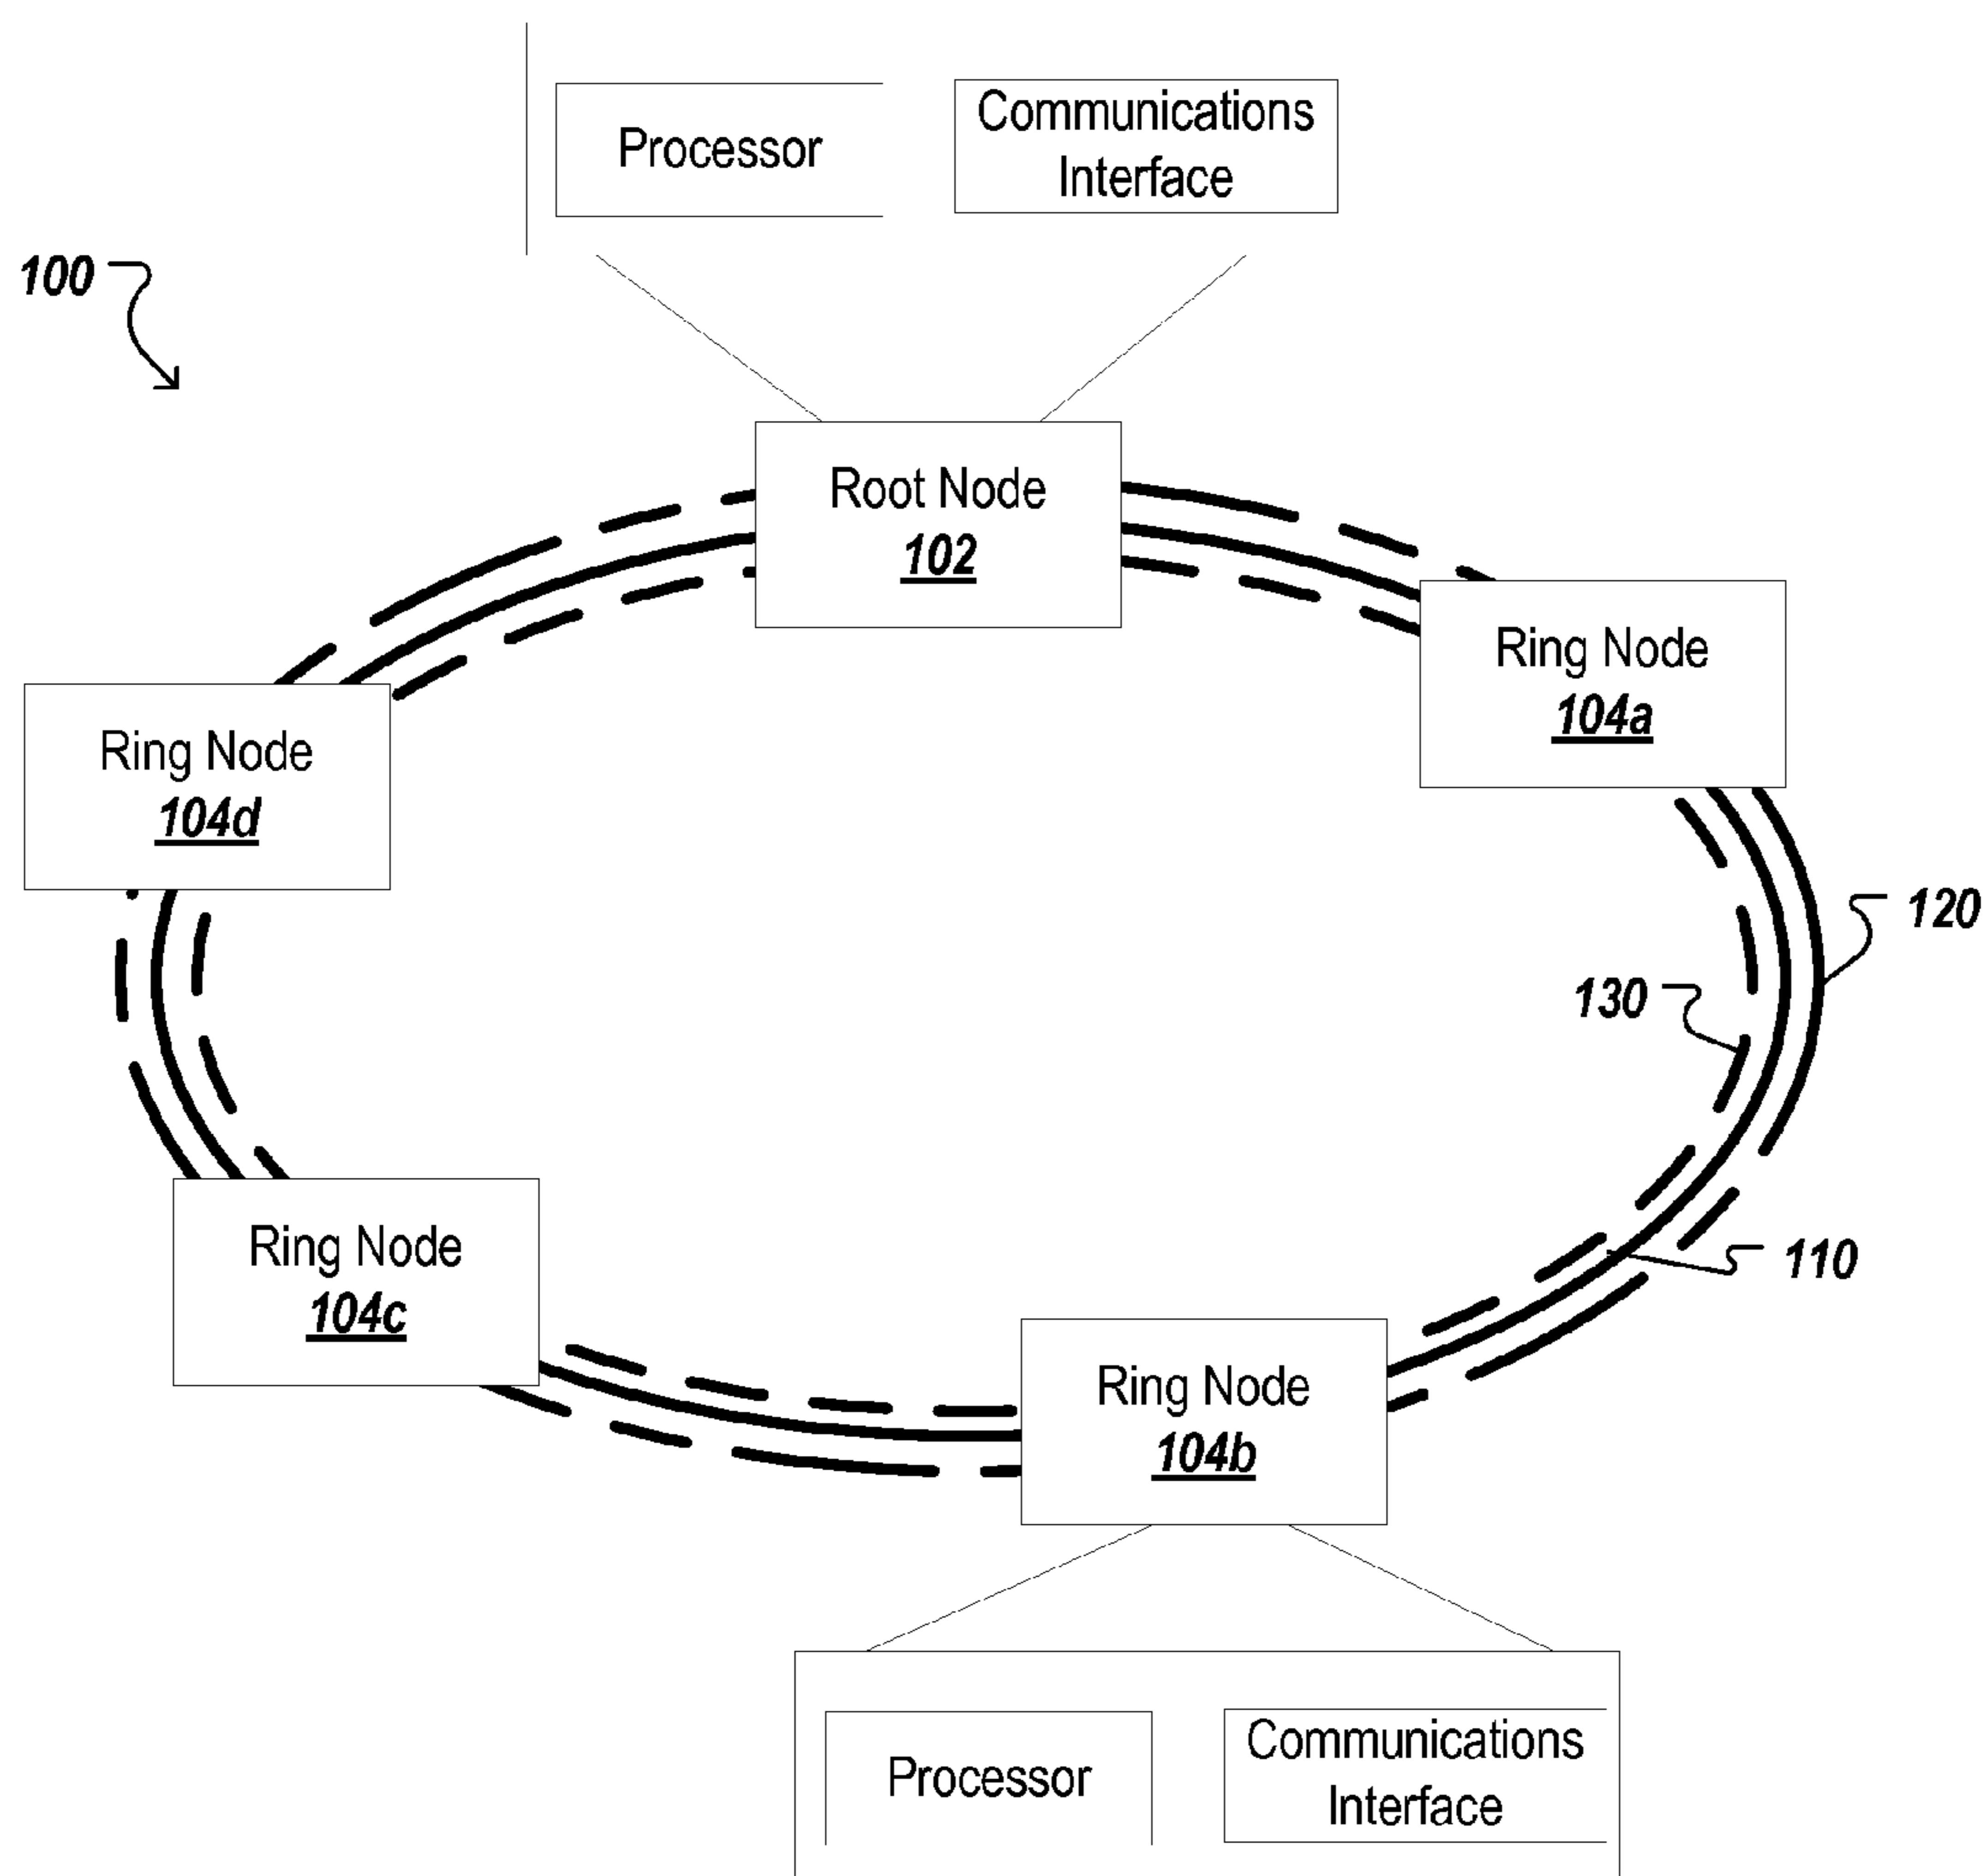 Processor
Communications
Interface
100
Root Node
102
Ring Node
104a
Ring Node
104d
120
130
110
Ring Node
104c
Ring Node
104b
Processor
Communications
Interface